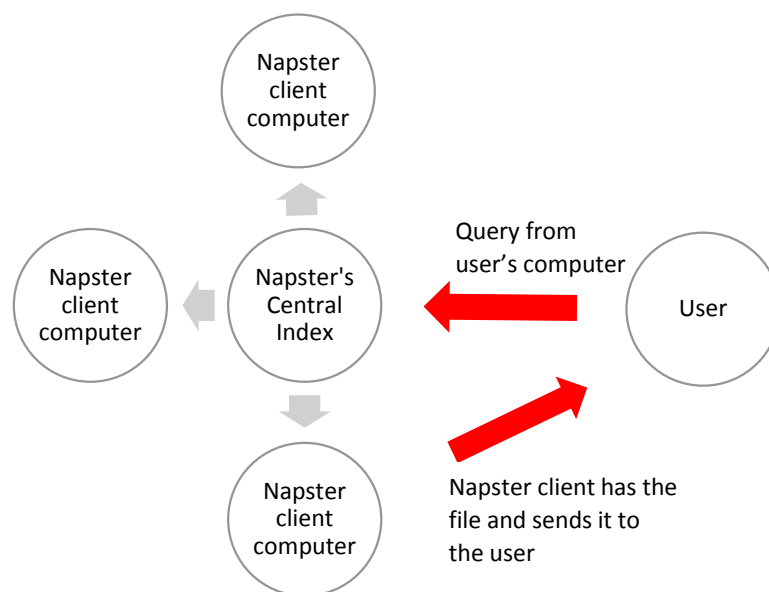 Napster
client
computer
Napster
client
computer
Napster's
Central
Index
Query from
user’s computer
User
Napster
client
computer
Napster client has the
file and sends it to
the user